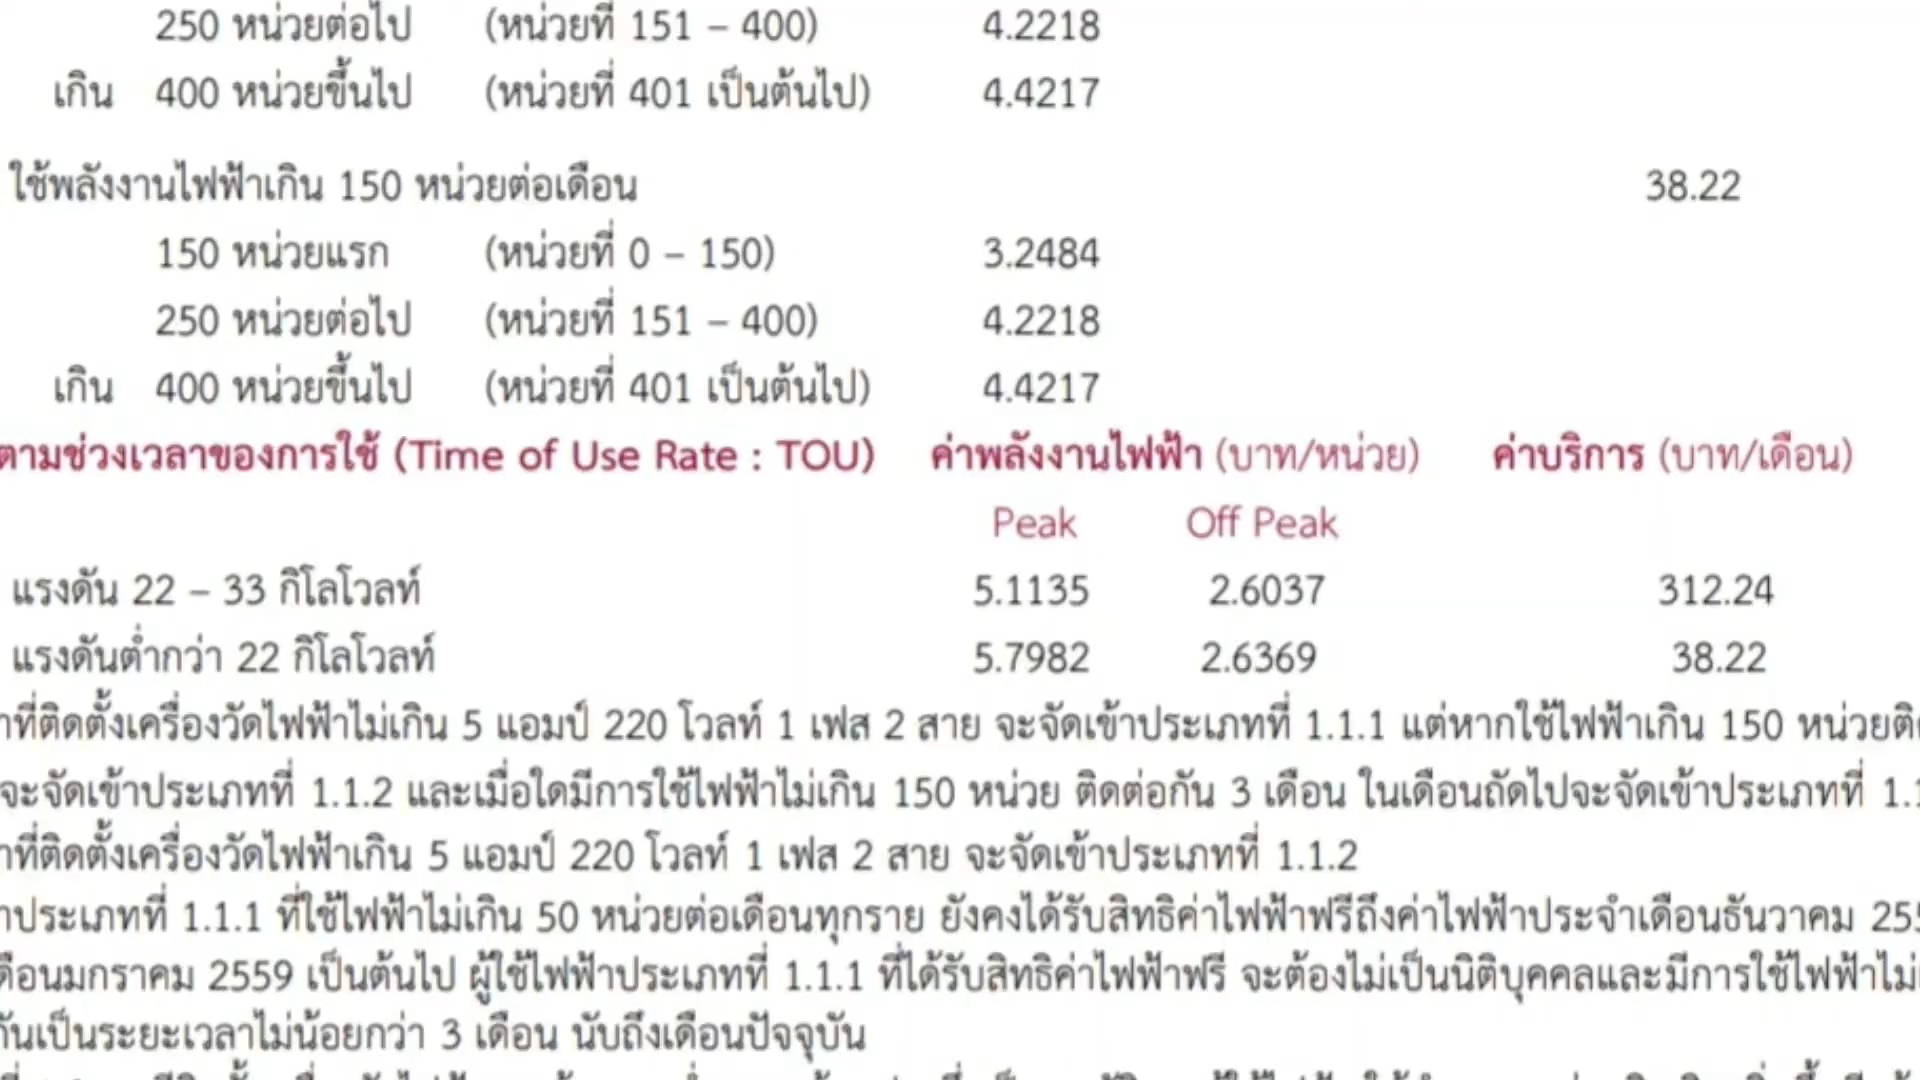 250 หน่วยต่อไป (หน่วยที่ 151 – 400) 4.2218
เกิน 400 หน่วยขึ้นไป (หน่วยที่ 401 เป็นต้นไป) 4.4217
ใช้พลังงานไฟฟ้าเกิน 150 หน่วยต่อเดือน 38.22
150 หน่วยแรก (หน่วยที่ 0 – 150) 3.2484
250 หน่วยต่อไป (หน่วยที่ 151 – 400) 4.2218
เกิน 400 หน่วยขึ้นไป (หน่วยที่ 401 เป็นต้นไป) 4.4217
ตามช่วงเวลาของการใช้ (Time of Use Rate : TOU) ค่าพลังงานไฟฟ้า (บาท/หน่วย) ค่าบริการ (บาท/เดือน)
Peak Off Peak
แรงดัน 22 – 33 กิโลโวลท์ 5.1135 2.6037 312.24
แรงดันต่ำกว่า 22 กิโลโวลท์ 5.7982 2.6369 38.22
ที่ติดตั้งเครื่องวัดไฟฟ้าไม่เกิน 5 แอมป์ 220 โวลท์ 1 เฟส 2 สาย จะจัดเข้าประเภทที่ 1.1.1 แต่หากใช้ไฟฟ้าเกิน 150 หน่วย
จะจัดเข้าประเภทที่ 1.1.2 และเมื่อใดมีการใช้ไฟฟ้าไม่เกิน 150 หน่วย ติดต่อกัน 3 เดือน ในเดือนถัดไปจะจัดเข้าประเภทที่
ที่ติดตั้งเครื่องวัดไฟฟ้าเกิน 5 แอมป์ 220 โวลท์ 1 เฟส 2 สาย จะจัดเข้าประเภทที่ 1.1.2
ประเภทที่ 1.1.1 ที่ใช้ไฟฟ้าไม่เกิน 50 หน่วยต่อเดือนทุกราย ยังคงได้รับสิทธิค่าไฟฟ้าฟรีถึงค่าไฟฟ้าประจำเดือนธันวาคม
เดือนมกราคม 2559 เป็นต้นไป ผู้ใช้ไฟฟ้าประเภทที่ 1.1.1 ที่ได้รับสิทธิค่าไฟฟ้าฟรี จะต้องไม่เป็นนิติบุคคลและมีการใช้ไฟฟ้า
กันเป็นระยะเวลาไม่น้อยกว่า 3 เดือน นับถึงเดือนปัจจุบัน